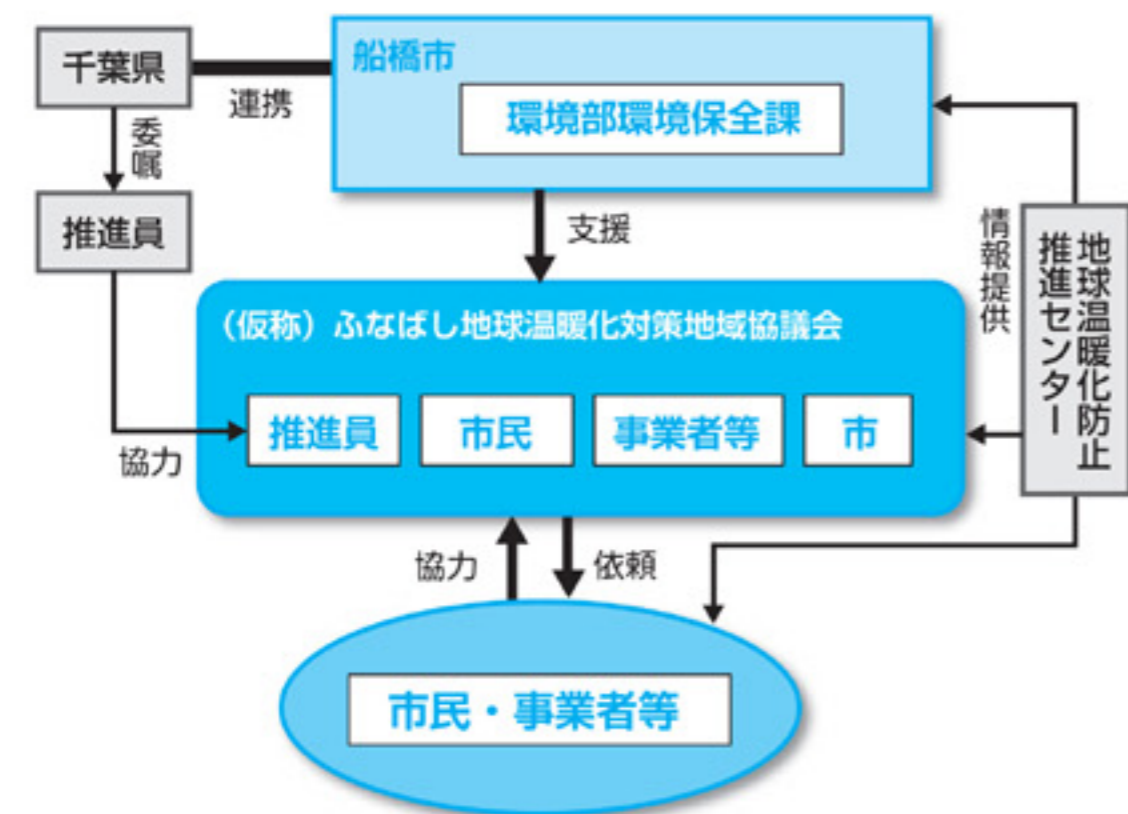 千葉県
連携
船橋市
環境部環境保全課
委嘱
推進員
支援
情報提供
地球温暖化防止
推進センター
（仮称）ふなばし地球温暖化対策地域協議会
推進員
市民
事業者等
市
協力
協力
依頼
市民・事業者等